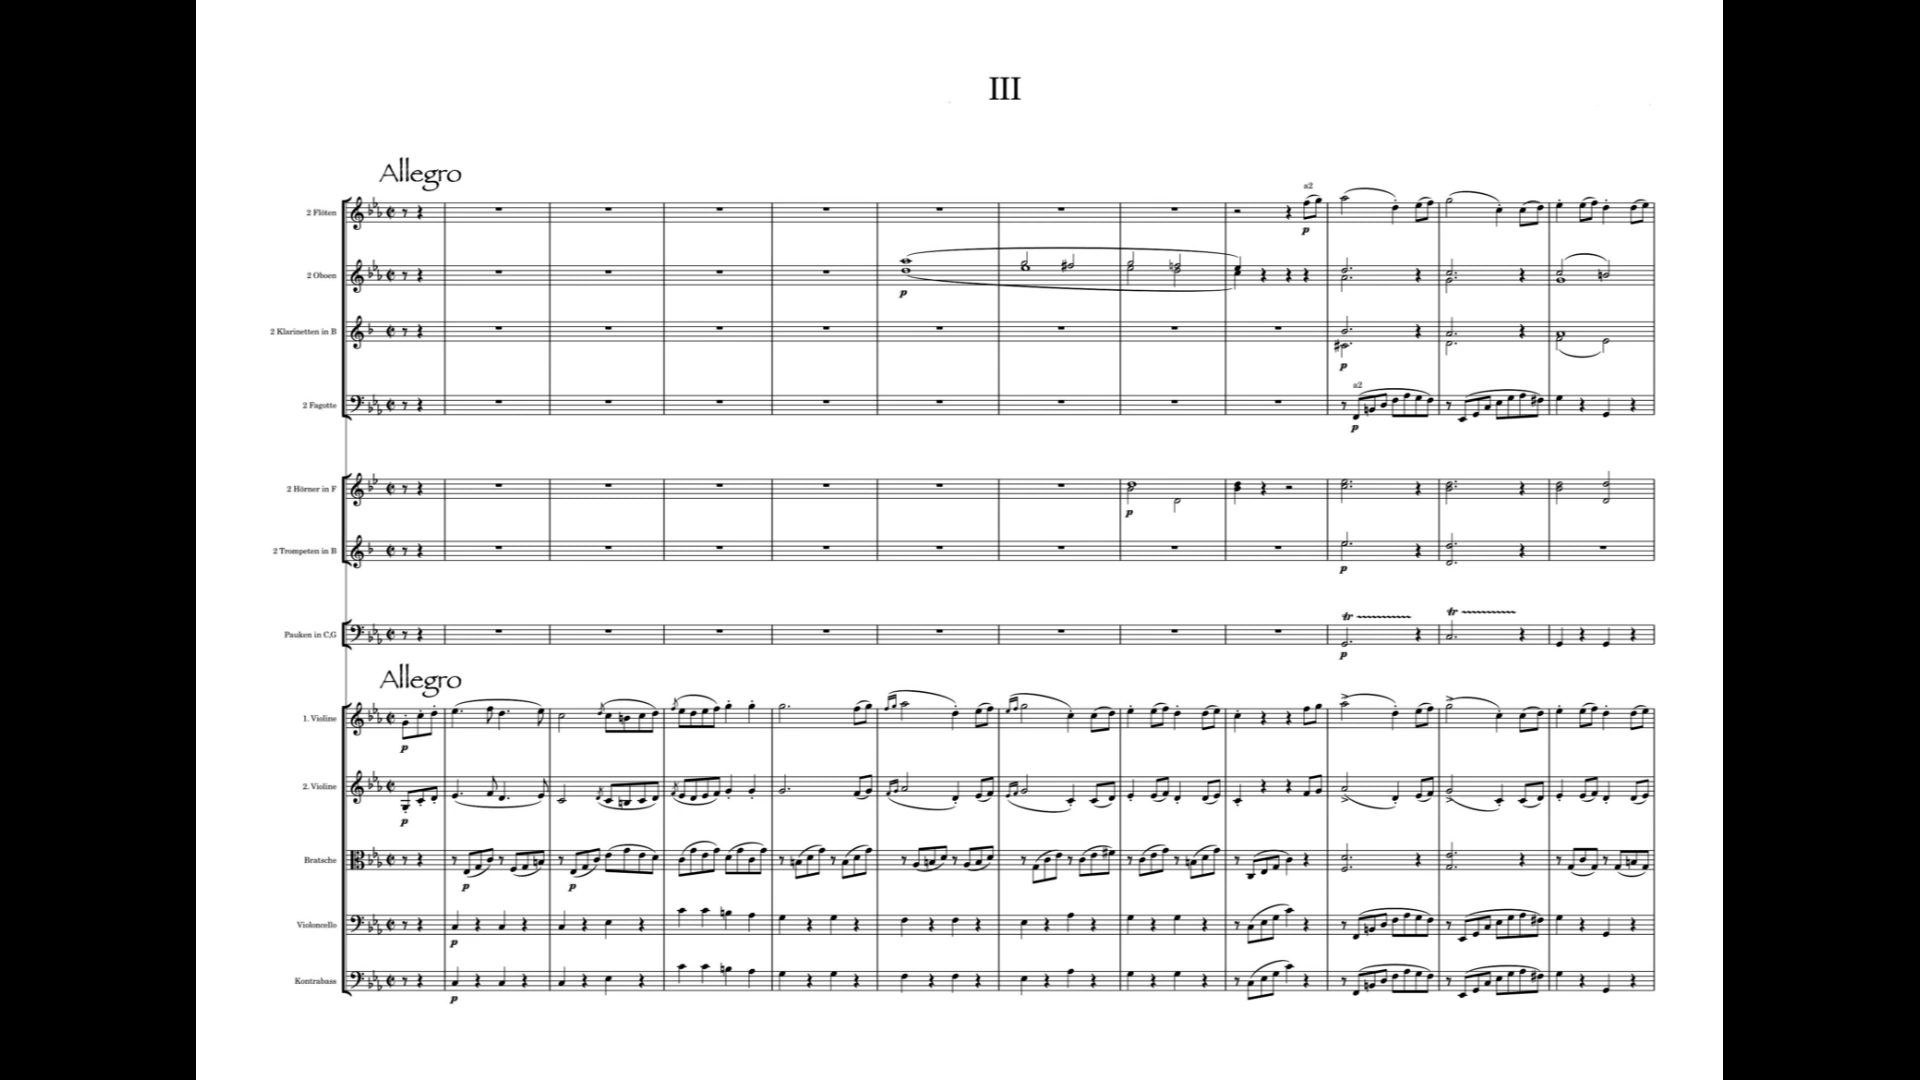 III
Allegro
a2
2 Flöten
p
2 Oboen
p
2 Klarinetten in B
p
a2
2 Fagotte
p
2 Hörner in F
p
2 Trompeten in B
p
tr tr
Pauken in C,G
p
Allegro
1. Violine
p
2. Violine
p
Bratsche
p p
Violoncello
p
Kontrabass
p